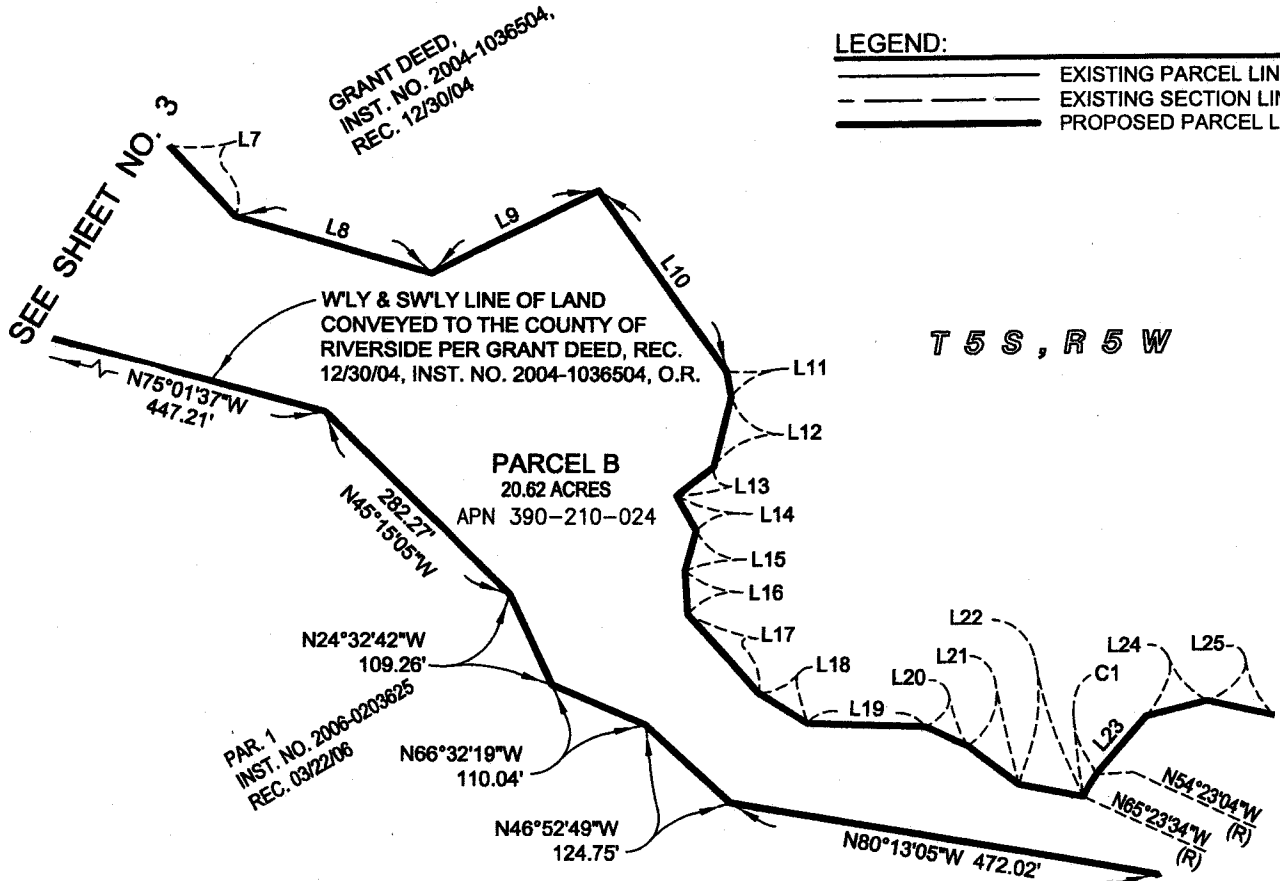 GRANT DEED,
INST. NO. 2004-1036504,
REC. 12/30/04
LEGEND:
EXISTING PARCEL LIN
EXISTING SECTION LIN
PROPOSED PARCEL L
SEE SHEET NO. 3
L7
L8
L9
L10
W'LY & SW'LY LINE OF LAND
CONVEYED TO THE COUNTY OF
RIVERSIDE PER GRANT DEED, REC.
12/30/04, INST. NO. 2004-1036504, O.R.
T 5 S , R 5 W
N75°01'37"W
447.21'
L11
L12
PARCEL B
20.62 ACRES
APN 390-210-024
L13
L14
L15
L16
L17
L18
L19
L20
L21
L22
C1
L23
L24
L25
282.27'
N45°15'05"W
N24°32'42"W
109.26'
PAR. 1
INST. NO. 2006-0203625
REC. 03/22/06
N66°32'19"W
110.04'
N46°52'49"W
124.75'
N80°13'05"W 472.02'
N54°23'04"W
(R)
N65°23'34"W
(R)